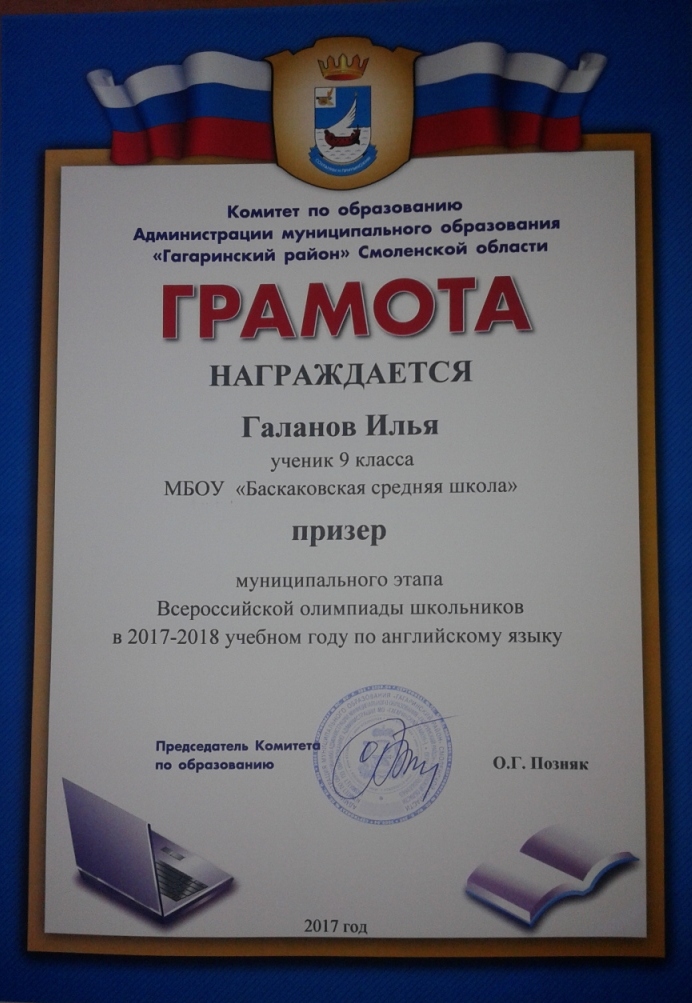 Комитет по образованию
Администрации муниципального образования
«Гагаринский район» Смоленской области
ГРАМОТА
НАГРАЖДАЕТСЯ
Галанов Илья
ученик 9 класса
МБОУ «Баскаковская средняя школа»
призер
муниципального этапа
Всероссийской олимпиады школьников
в 2017-2018 учебном году по английскому языку
Председатель Комитета
по образованию
О.Г. Позняк
2017 год